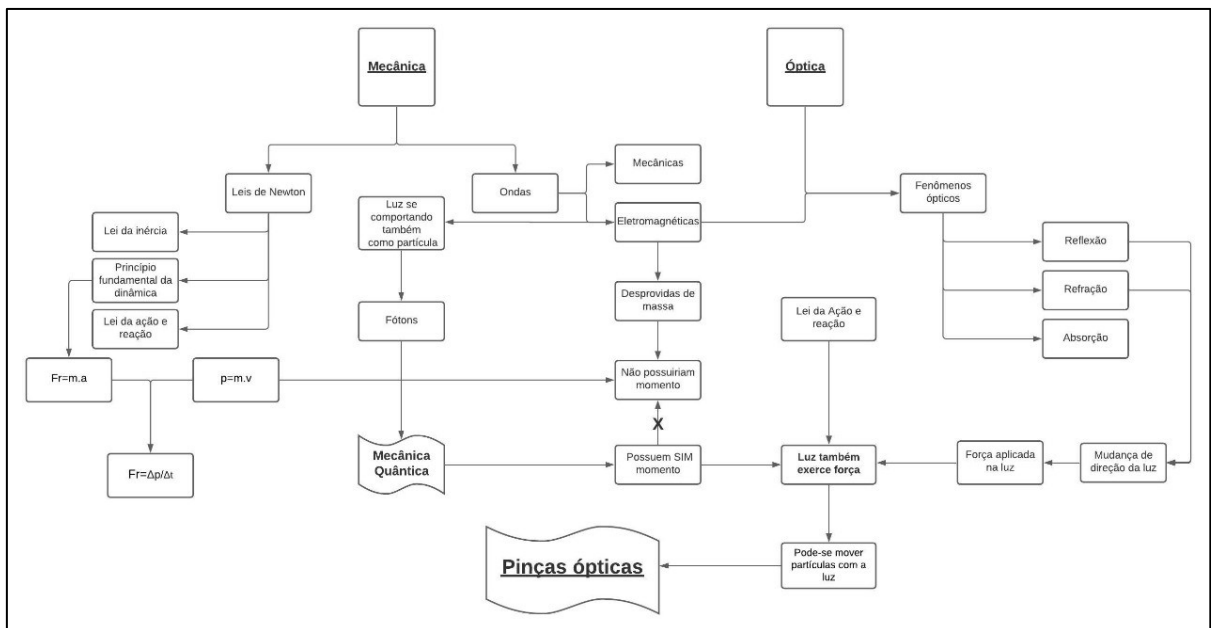 Mecânica
Óptica
Mecânicas
Leis de Newton
Ondas
Fenômenos
ópticos
Luz se
comportando
também
como partícula
Eletromagnéticas
Lei da inércia
Reflexão
Princípio
fundamental da
dinâmica
Desprovidas de
massa
Refração
Lei da ação e
reação
Fótons
Lei da Ação e
reação
Absorção
Fr=m.a
p=m.v
Não possuiriam
momento
X
Fr=Δp/Δt
Mecânica
Quântica
Possuem SIM
momento
Luz também
exerce força
Força aplicada
na luz
Mudança de
direção da luz
Pinças ópticas
Pode-se mover
partículas com a
luz